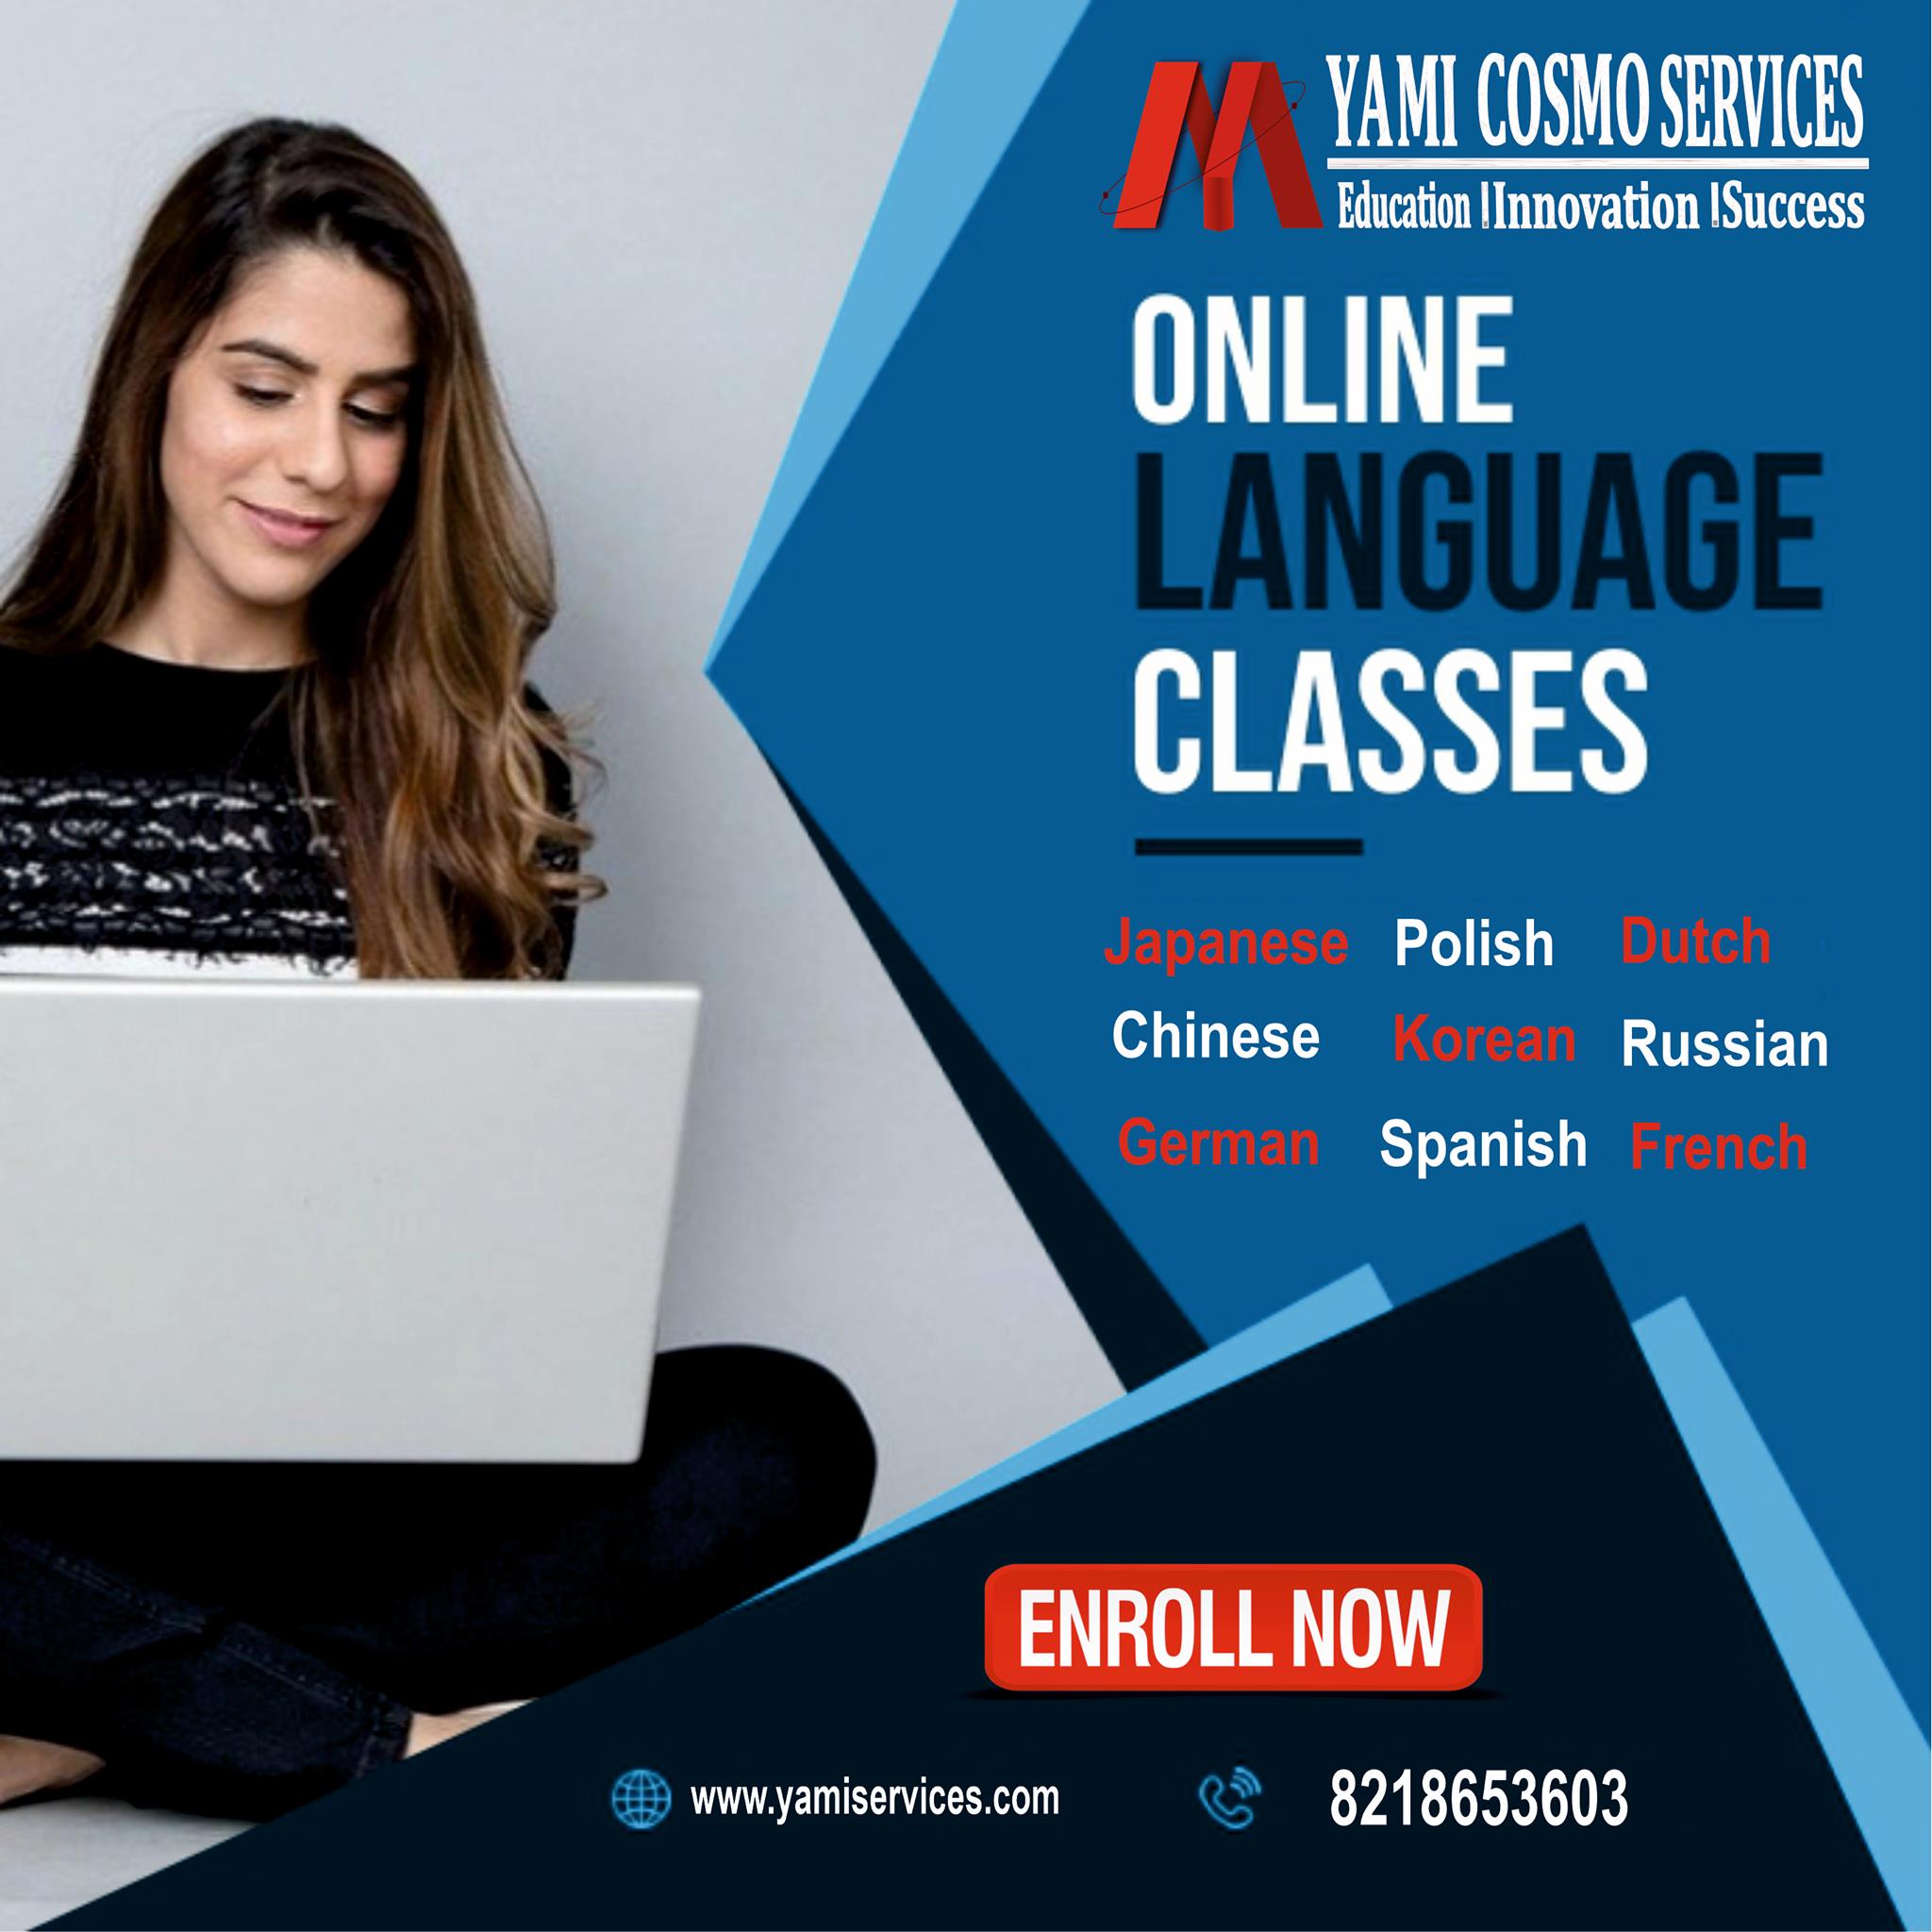 YAMI COSMO SERVICES
Education !Innovation !Success
ONLINE
LANGUAGE
CLASSES
Japanese Polish Dutch
Chinese Korean Russian
German Spanish French
ENROLL NOW
www.yamiservices.com 8218653603